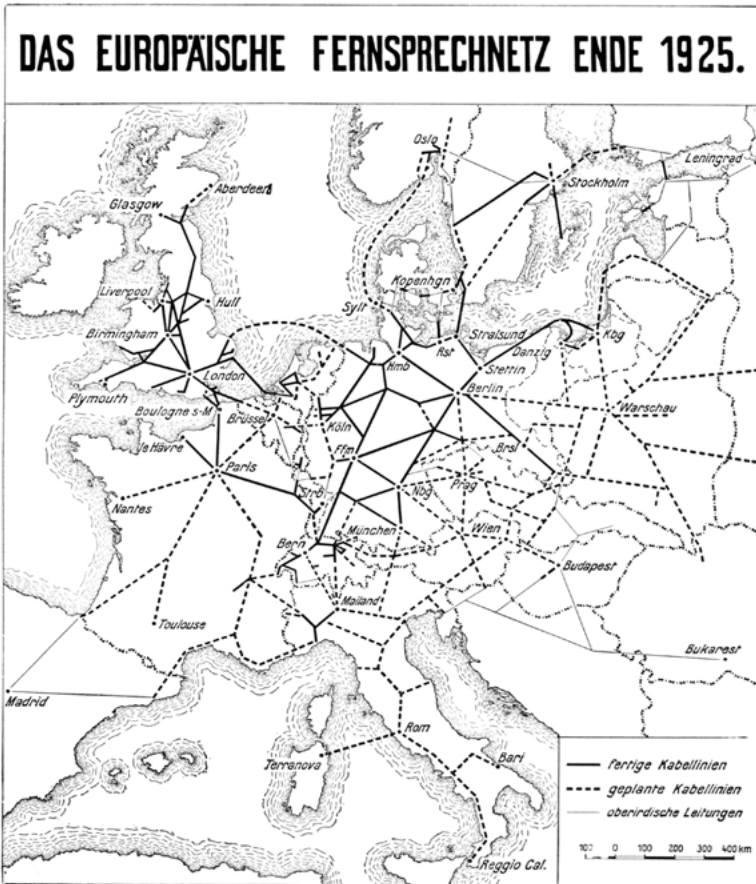 DAS EUROPÄISCHE FERNSPRECHNETZ ENDE 1925.
Oslo
Leningrad
Stockholm
Aberdeen
Glasgow
Kopenhgn
Liverpool
Hull
Sylt
Birmingham
Stralsund
Kbg
Rst
Danzig
Hmb
Stettin
London
Berlin
Plymouth
Boulogne s-M
Brüssel
Warschau
Köln
le Hâvre
Ffm
Brsl
Paris
Strb
Nbg
Prag
Nantes
München
Wien
Bern
Budapest
Mailand
Toulouse
Bukarest
Madrid
Rom
Terranova
Bari
Reggio Cal.
fertige Kabellinien
geplante Kabellinien
oberirdische Leitungen
100 0 100 200 300 400 km